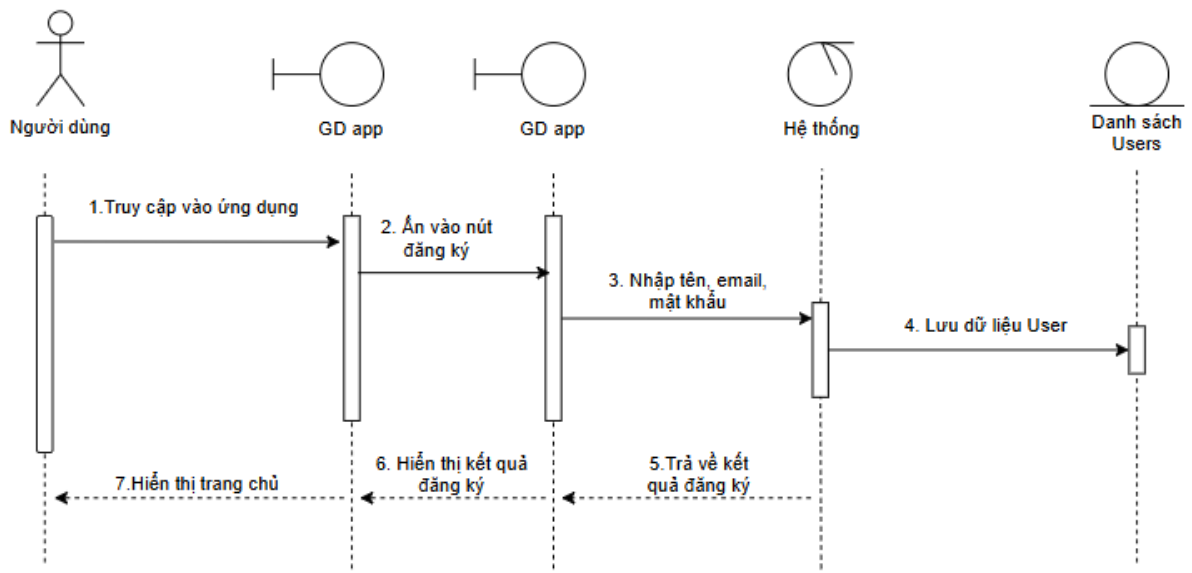 Người dùng
GD app
GD app
Hệ thống
Danh sách
Users
1.Truy cập vào ứng dụng
2. Ấn vào nút
đăng ký
3. Nhập tên, email,
mật khẩu
4. Lưu dữ liệu User
5.Trả về kết
quả đăng ký
6. Hiển thị kết quả
đăng ký
7.Hiển thị trang chủ